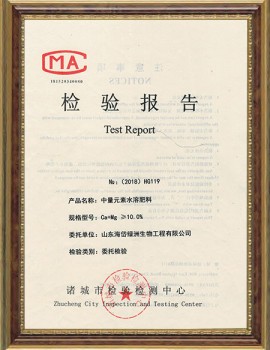 MA
检验报告
Test Report
No:(2018) HG119
产品名称:中量元素水溶肥料
规格型号:Ca+Mg ≥10.0%
委托单位:山东海岱绿洲生物工程有限公司
检验类别:委托检验
诸城市检验检测中心
Zhucheng City Inspection and Testing Center